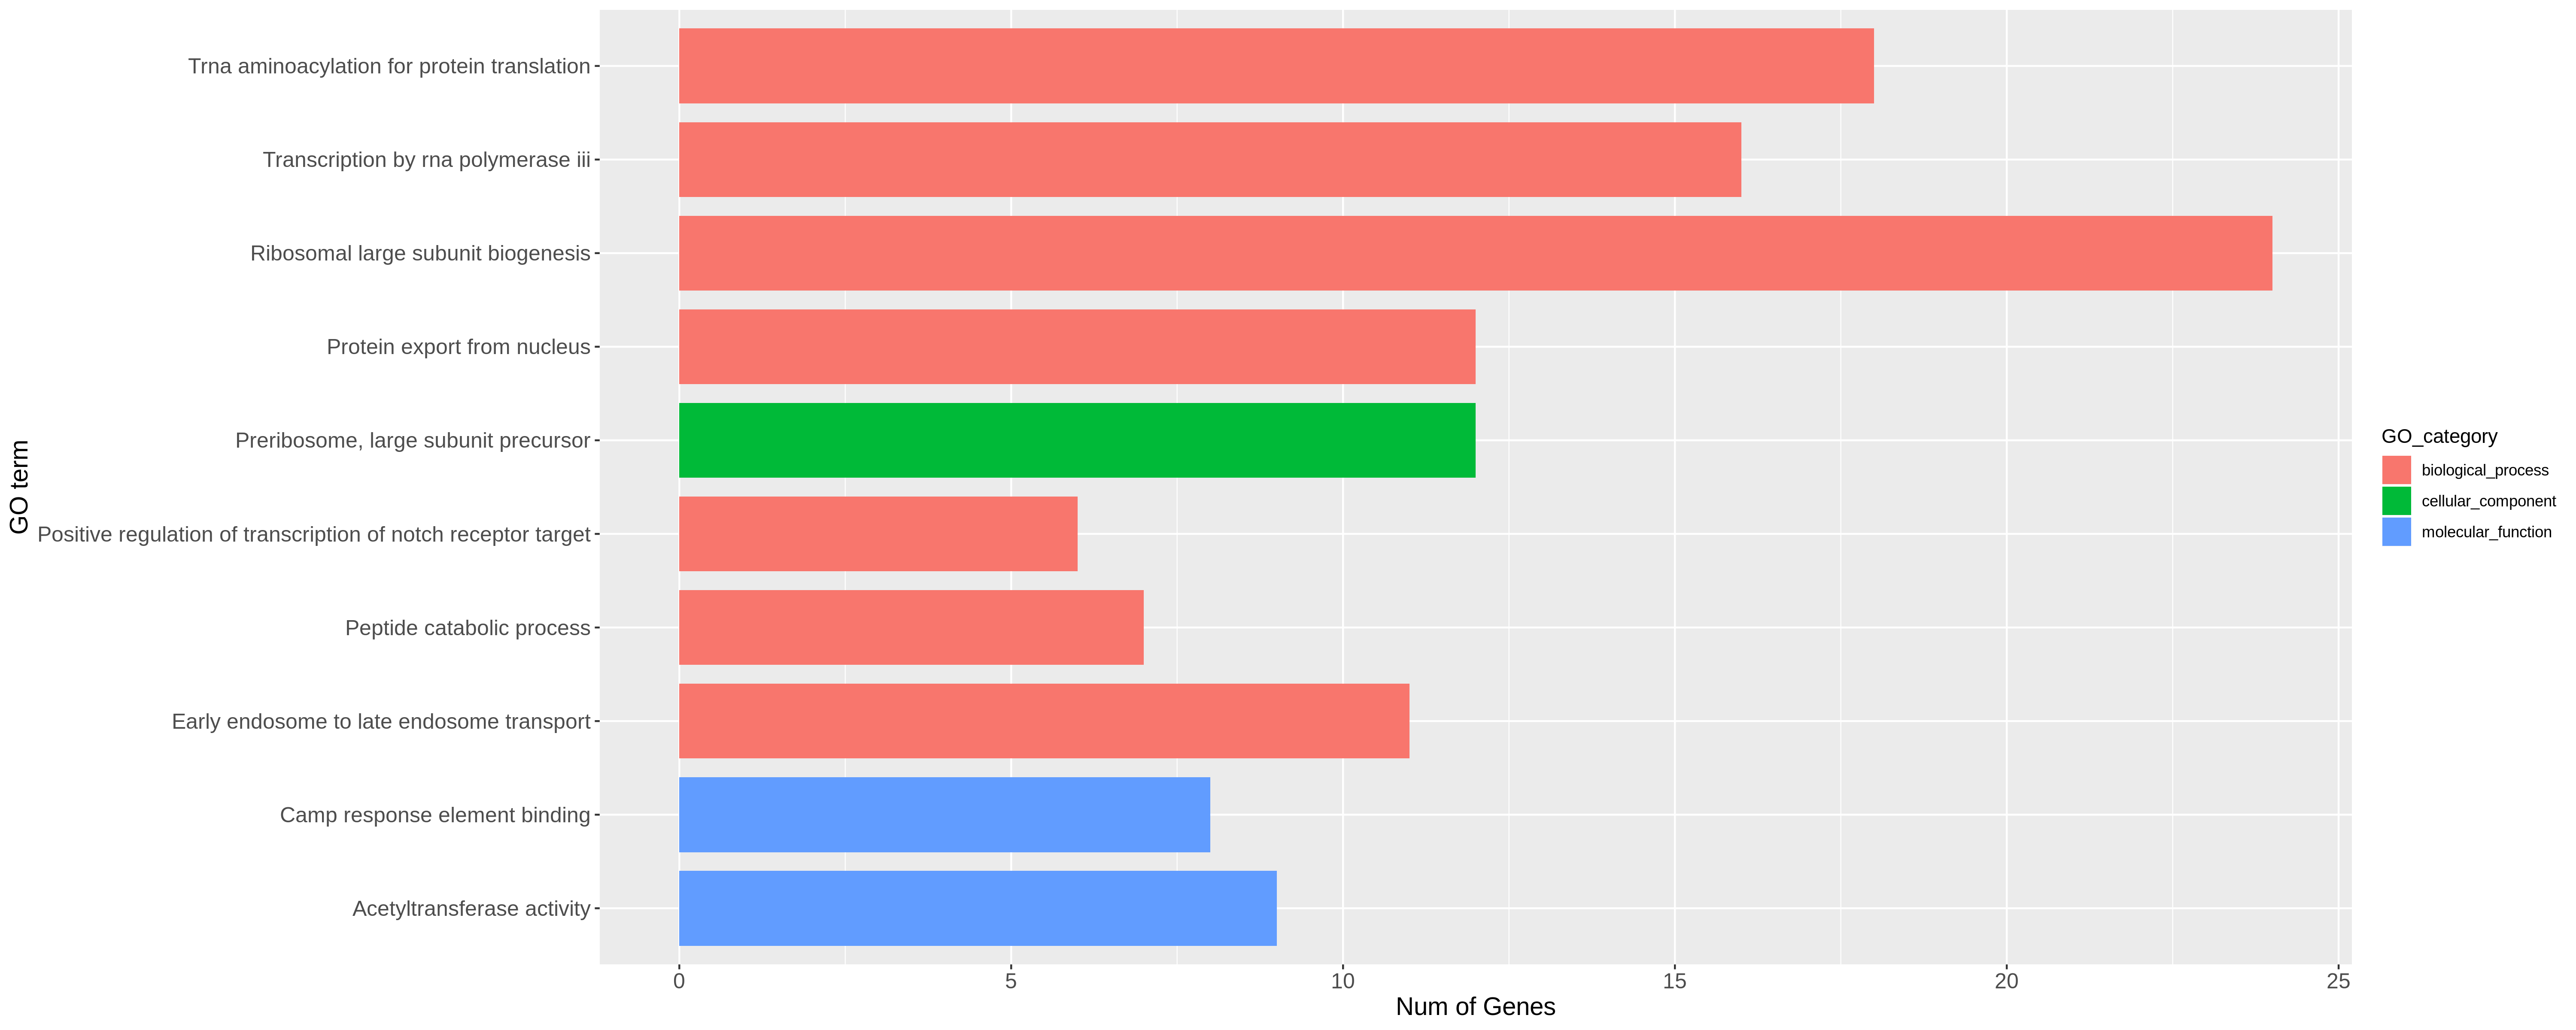 Trna aminoacylation for protein translation
Transcription by rna polymerase iii
Ribosomal large subunit biogenesis
Protein export from nucleus
Preribosome, large subunit precursor
Positive regulation of transcription of notch receptor target
Peptide catabolic process
Early endosome to late endosome transport
Camp response element binding
Acetyltransferase activity
GO term
0 5 10 15 20 25
Num of Genes
GO_category
biological_process
cellular_component
molecular_function